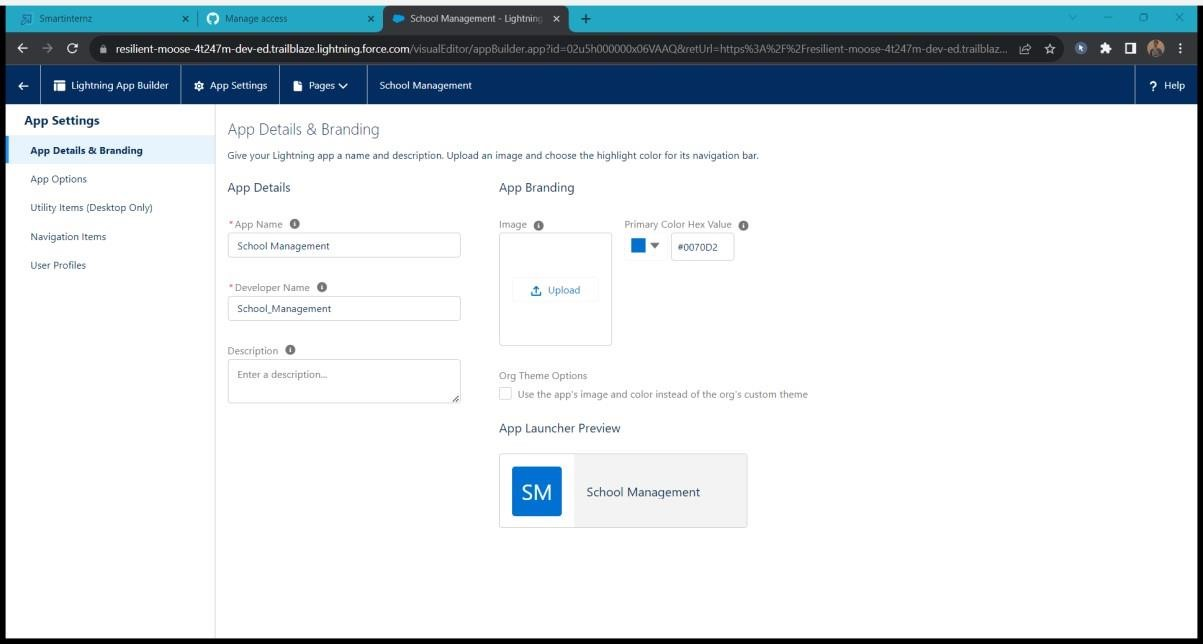 Smartinternz
Manage access
School Management - Lightning
resilient-moose-4t247m-dev-ed.trailblaze.lightning.force.com/visualEditor/appBuilder.app?id=02u5h000000x06VAAQ&retUrl=https%3A%2F%2Fresilient-moose-4t247m-dev-ed.trailblaz...
Lightning App Builder
App Settings
Pages
School Management
? Help
App Settings
App Details & Branding
App Options
Utility Items (Desktop Only)
Navigation Items
User Profiles
App Details & Branding
Give your Lightning app a name and description. Upload an image and choose the highlight color for its navigation bar.
App Details
*App Name
School Management
*Developer Name
School_Management
Description
Enter a description...
App Branding
Image
Upload
Primary Color Hex Value
#0070D2
Org Theme Options
Use the app's image and color instead of the org's custom theme
App Launcher Preview
SM
School Management